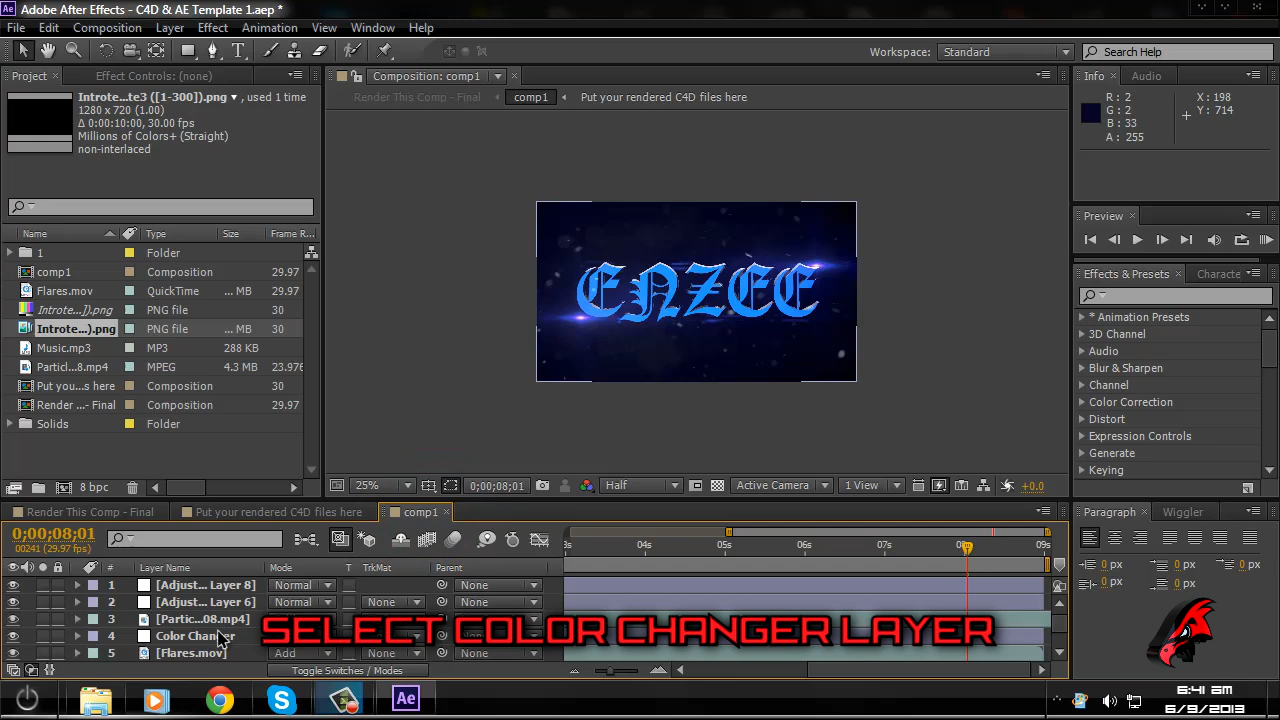 Adobe After Effects - C4D & AE Template 1.aep *
File Edit Composition Layer Effect Animation View Window Help
Workspace: Standard Search Help
Project Effect Controls: (none)
Composition: comp1
Info Audio
Introte...te3 ([1-300]).png ▾, used 1 time
1280 x 720 (1.00)
Δ 0:00:10:00, 30.00 fps
Millions of Colors+ (Straight)
non-interlaced
Render This Comp - Final comp1 Put your rendered C4D files here
R: 2 X: 198
G: 2 Y: 714
B: 33
A: 255
Name Type Size Frame R...
1 Folder
comp1 Composition 29.97
Flares.mov QuickTime ... MB 29.97
Introte...]).png PNG file 30
Introte...).png PNG file ... MB 30
Music.mp3 MP3 288 KB
Particl...8.mp4 MPEG 4.3 MB 23.976
Put you...s here Composition 30
Render ...- Final Composition 29.97
Solids Folder
8 bpc
ENZEE
25% 0;00;08;01 Half Active Camera 1 View +0.0
Preview
Effects & Presets Characte
* Animation Presets
3D Channel
Audio
Blur & Sharpen
Channel
Color Correction
Distort
Expression Controls
Generate
Keying
Render This Comp - Final Put your rendered C4D files here comp1
0;00;08;01
00241 (29.97 fps)
# Layer Name Mode T TrkMat Parent
3s 04s 05s 06s 07s 08s 09s
1 [Adjust... Layer 8] Normal None
2 [Adjust... Layer 6] Normal None None
3 [Partic...08.mp4]
4 Color Changer
5 [Flares.mov] Add None None
SELECT COLOR CHANGER LAYER
Toggle Switches / Modes
Paragraph Wiggler
0 px 0 px 0 px
0 px 0 px
6:41 am
6/9/2013